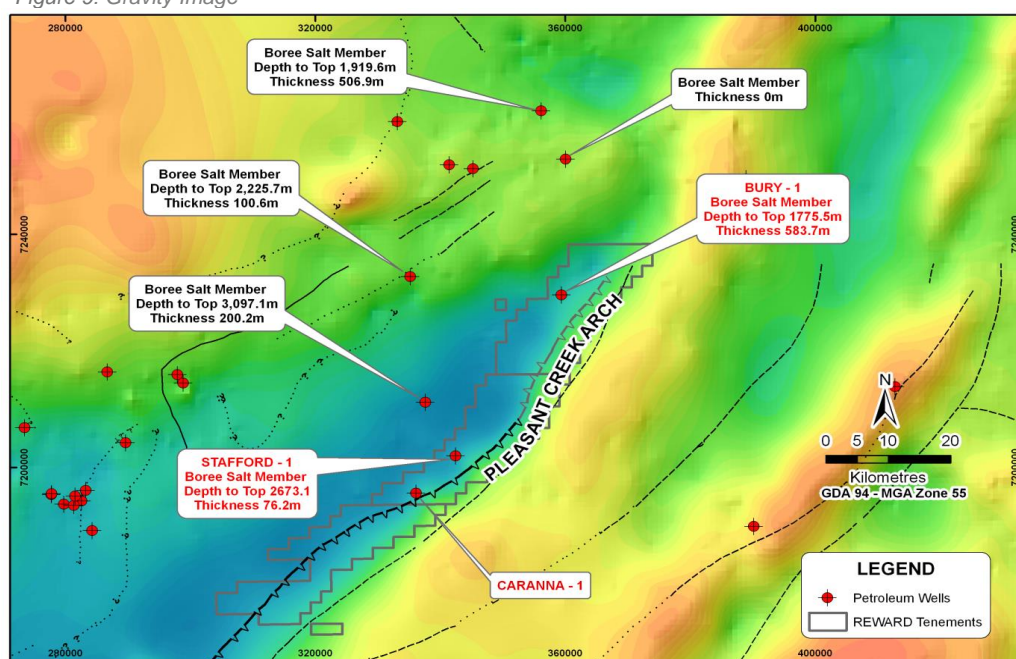 Figure 9: Gravity Image
280000
320000
360000
400000
Boree Salt Member
Depth to Top 1,919.6m
Thickness 506.9m
Boree Salt Member
Thickness 0m
Boree Salt Member
Depth to Top 2,225.7m
Thickness 100.6m
BURY - 1
Boree Salt Member
Depth to Top 1775.5m
Thickness 583.7m
7240000
7240000
Boree Salt Member
Depth to Top 3,097.1m
Thickness 200.2m
PLEASANT CREEK ARCH
N
STAFFORD - 1
Boree Salt Member
Depth to Top 2673.1
Thickness 76.2m
7200000
7200000
0 5 10 20
Kilometres
GDA 94 - MGA Zone 55
CARANNA - 1
LEGEND
Petroleum Wells
REWARD Tenements
280000
320000
360000
400000